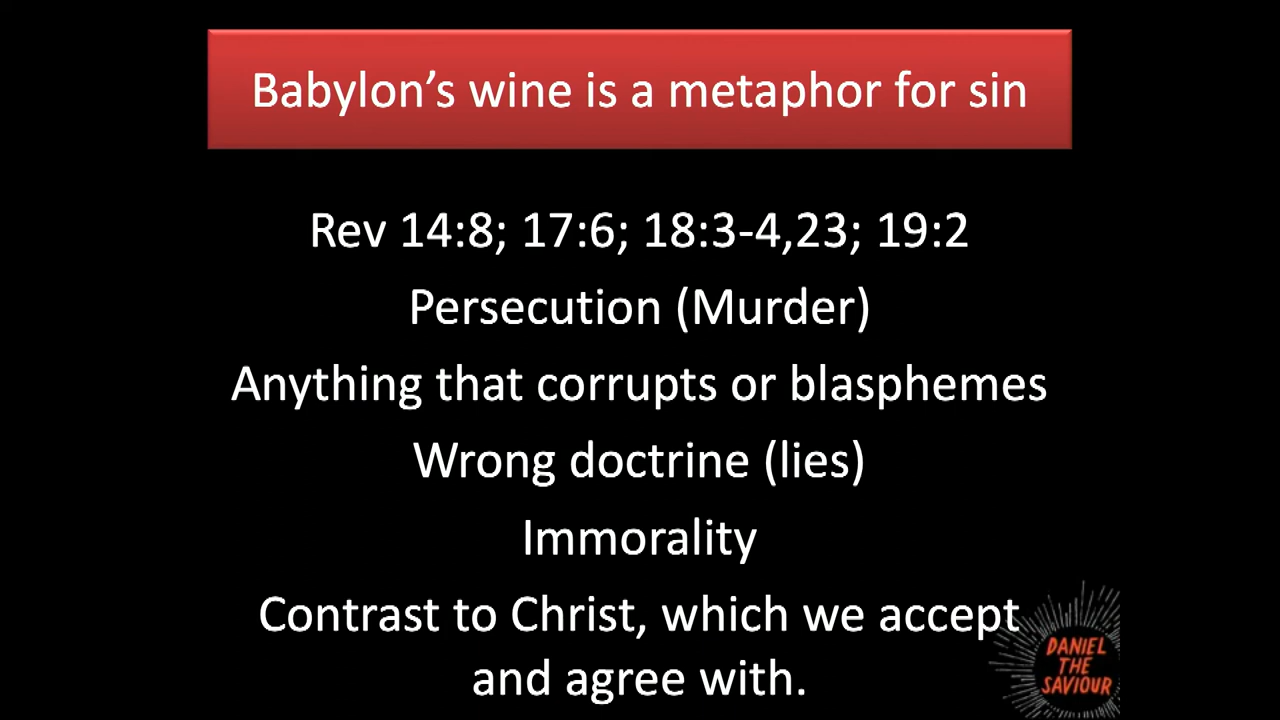 Babylon’s wine is a metaphor for sin
Rev 14:8; 17:6; 18:3-4,23; 19:2
Persecution (Murder)
Anything that corrupts or blasphemes
Wrong doctrine (lies)
Immorality
Contrast to Christ, which we accept
and agree with.
DANIEL
THE
SAVIOUR